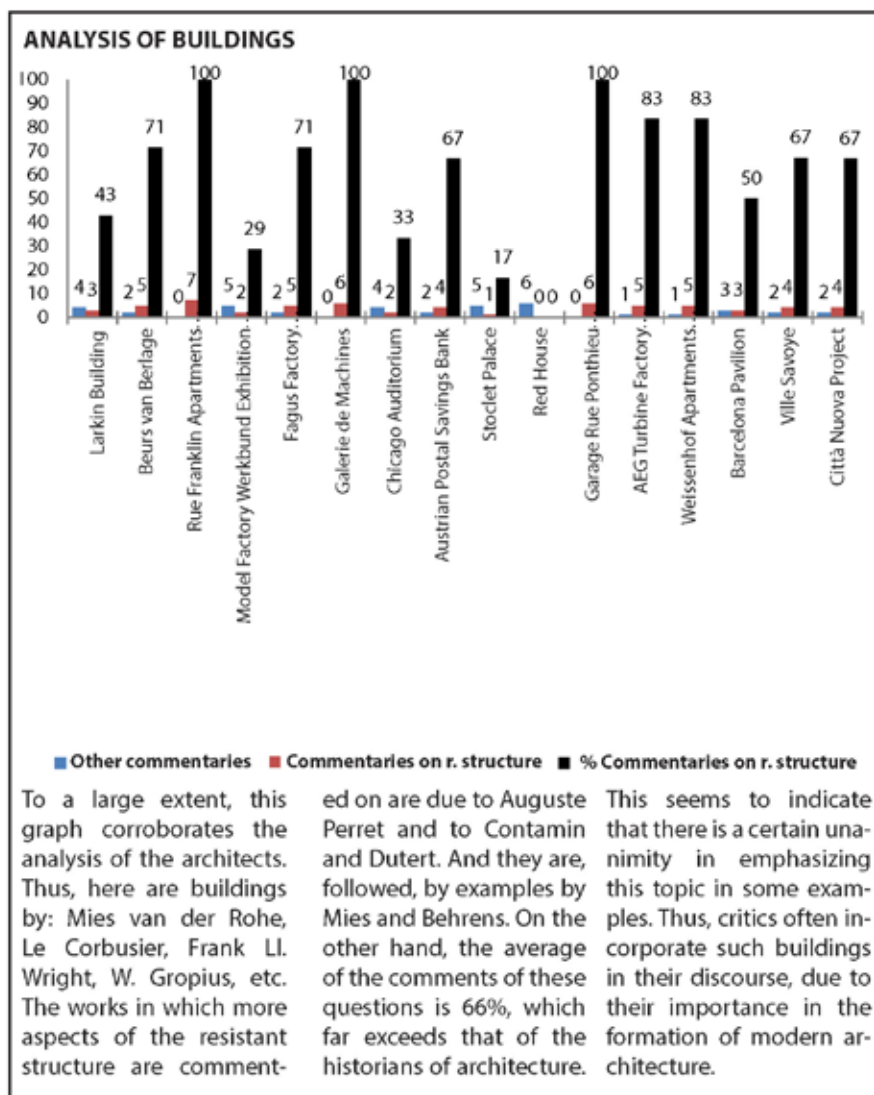 ANALYSIS OF BUILDINGS
100
90
80
70
60
50
40
30
20
10
0
4 3 43
2 5 71
0 7 100
5 2 29
2 5 71
0 6 100
4 2 33
2 4 67
5 1 17
6 0 0
0 6 100
1 5 83
1 5 83
3 3 50
2 4 67
2 4 67
Larkin Building
Beurs van Berlage
Rue Franklin Apartments.
Model Factory Werkbund Exhibition
Fagus Factory.
Galerie de Machines
Chicago Auditorium
Austrian Postal Savings Bank
Stoclet Palace
Red House
Garage Rue Ponthieu.
AEG Turbine Factory.
Weissenhof Apartments.
Barcelona Pavilion
Ville Savoye
Città Nuova Project
Other commentaries Commentaries on r. structure % Commentaries on r. structure
To a large extent, this
graph corroborates the
analysis of the architects.
Thus, here are buildings
by: Mies van der Rohe,
Le Corbusier, Frank Ll.
Wright, W. Gropius, etc.
The works in which more
aspects of the resistant
structure are comment-
ed on are due to Auguste
Perret and to Contamin
and Dutert. And they are,
followed, by examples by
Mies and Behrens. On the
other hand, the average
of the comments of these
questions is 66%, which
far exceeds that of the
historians of architecture.
This seems to indicate
that there is a certain una-
nimity in emphasizing
this topic in some exam-
ples. Thus, critics often in-
corporate such buildings
in their discourse, due to
their importance in the
formation of modern ar-
chitecture.